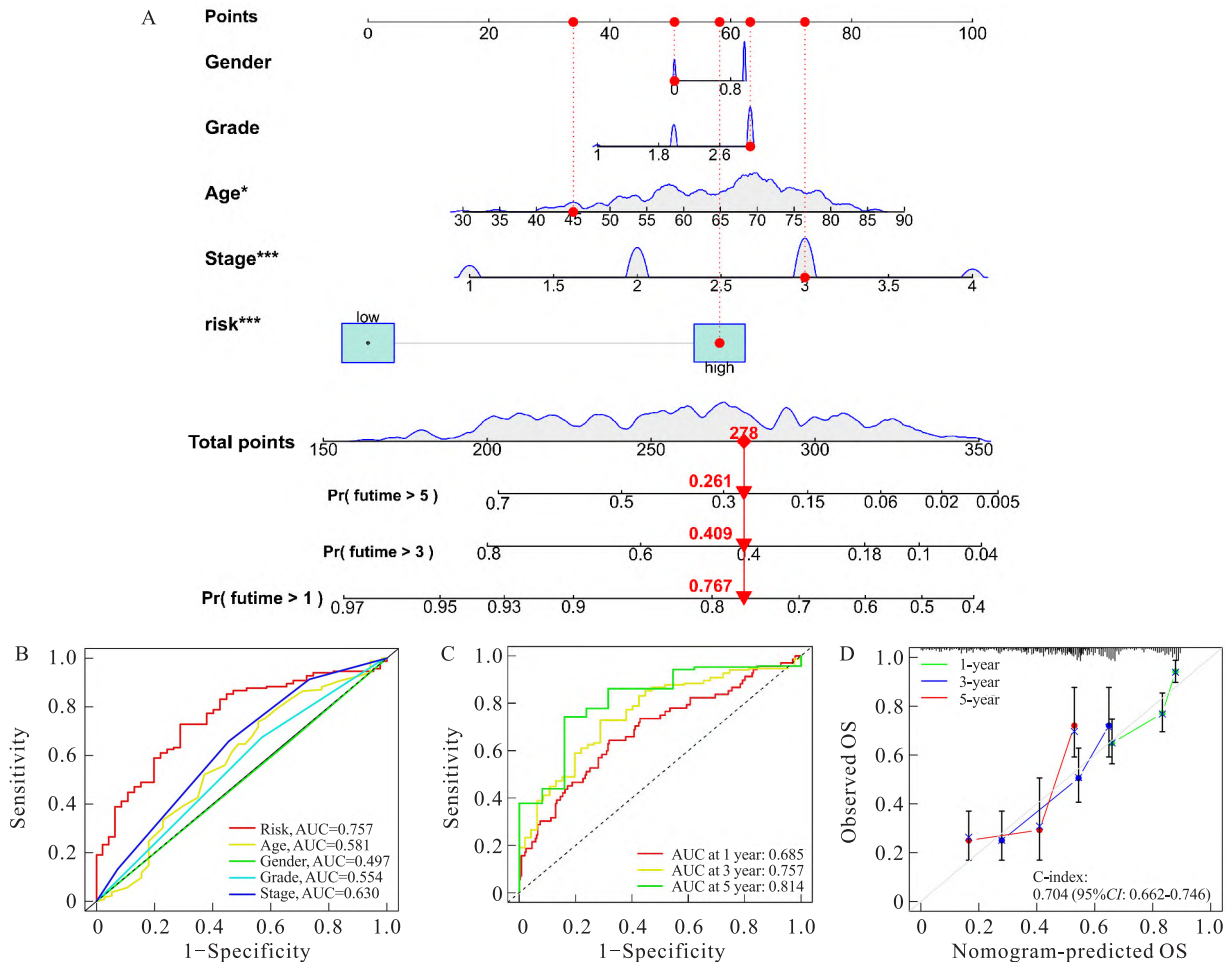 A
Points
0 20 40 60 80 100
Gender
0 0.8
Grade
1 1.8 2.6
Age*
30 35 40 45 50 55 60 65 70 75 80 85 90
Stage***
1 1.5 2 2.5 3 3.5 4
risk***
low
high
Total points
278
150 200 250 300 350
0.261
Pr( futime > 5 )
0.7 0.5 0.3 0.15 0.06 0.02 0.005
0.409
Pr( futime > 3 )
0.8 0.6 0.4 0.18 0.1 0.04
0.767
Pr( futime > 1 )
0.97 0.95 0.93 0.9 0.8 0.7 0.6 0.5 0.4
B
Sensitivity
1.0
0.8
0.6
0.4
0.2
0
Risk, AUC=0.757
Age, AUC=0.581
Gender, AUC=0.497
Grade, AUC=0.554
Stage, AUC=0.630
0 0.2 0.4 0.6 0.8 1.0
1−Specificity
C
Sensitivity
1.0
0.8
0.6
0.4
0.2
0
AUC at 1 year: 0.685
AUC at 3 year: 0.757
AUC at 5 year: 0.814
0 0.2 0.4 0.6 0.8 1.0
1−Specificity
D
Observed OS
1.0
0.8
0.6
0.4
0.2
0
1-year
3-year
5-year
C-index:
0.704 (95%CI: 0.662−0.746)
0 0.2 0.4 0.6 0.8 1.0
Nomogram-predicted OS